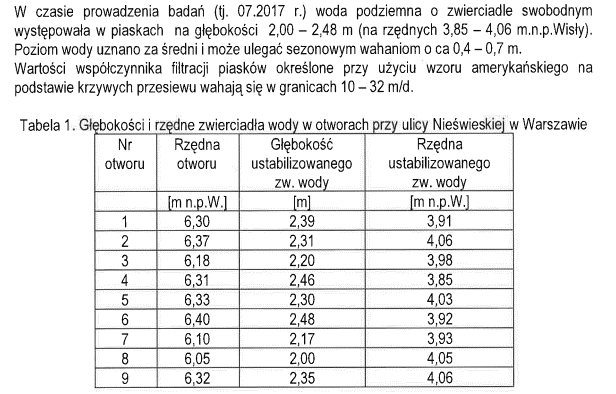 W czasie prowadzenia badań (tj. 07.2017 r.) woda podziemna o zwierciadle swobodnym
występowała w piaskach na głębokości 2,00 – 2,48 m (na rzędnych 3,85 – 4,06 m.n.p.Wisły).
Poziom wody uznano za średni i może ulegać sezonowym wahaniom o ca 0,4 – 0,7 m.
Wartości współczynnika filtracji piasków określone przy użyciu wzoru amerykańskiego na
podstawie krzywych przesiewu wahają się w granicach 10 – 32 m/d.
Tabela 1. Głębokości i rzędne zwierciadła wody w otworach przy ulicy Nieświeskiej w Warszawie
Nr otworu Rzędna otworu Głębokość ustabilizowanego zw. wody Rzędna ustabilizowanego zw. wody
[m n.p.W.] [m] [m n.p.W.]
1 6,30 2,39 3,91
2 6,37 2,31 4,06
3 6,18 2,20 3,98
4 6,31 2,46 3,85
5 6,33 2,30 4,03
6 6,40 2,48 3,92
7 6,10 2,17 3,93
8 6,05 2,00 4,05
9 6,32 2,35 4,06